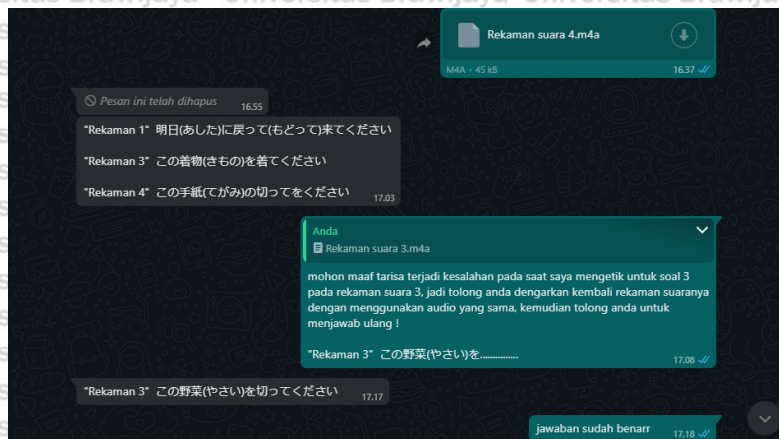 Rekaman suara 4.m4a
M4A • 45 kB
16.37
Pesan ini telah dihapus
16.55
"Rekaman 1" 明日(あした)に戻って(もどって)来てください
"Rekaman 3" この着物(きもの)を着てください
"Rekaman 4" この手紙(てがみ)の切ってをください
17.03
Anda
Rekaman suara 3.m4a
mohon maaf tarisa terjadi kesalahan pada saat saya mengetik untuk soal 3
pada rekaman suara 3, jadi tolong anda dengarkan kembali rekaman suaranya
dengan menggunakan audio yang sama, kemudian tolong anda untuk
menjawab ulang !
"Rekaman 3" この野菜(やさい)を...............
17.08
"Rekaman 3" この野菜(やさい)を切ってください
17.17
jawaban sudah benarr
17.18